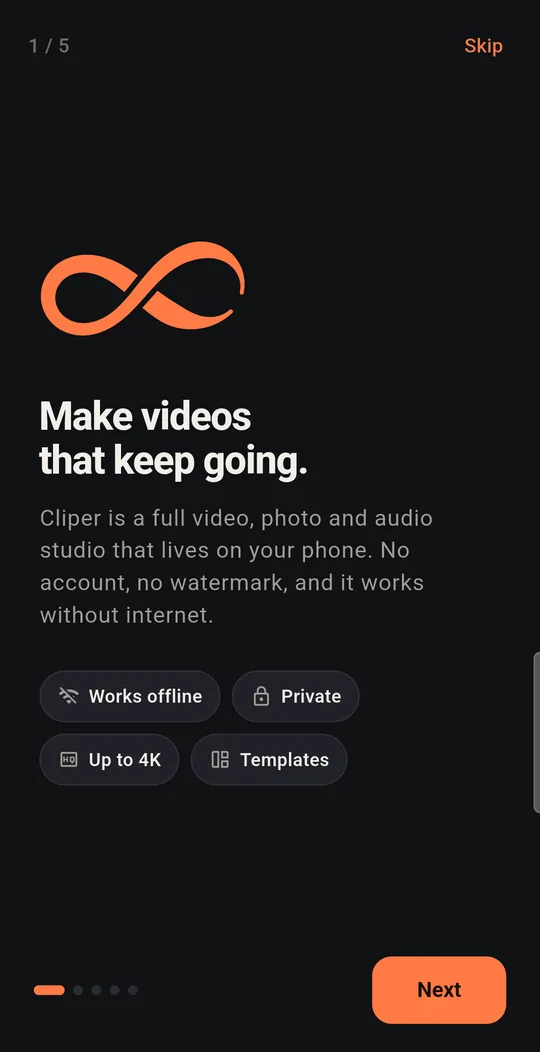 1 / 5
Skip
Make videos
that keep going.
Cliper is a full video, photo and audio
studio that lives on your phone. No
account, no watermark, and it works
without internet.
Works offline
Private
HQ
Up to 4K
Templates
Next